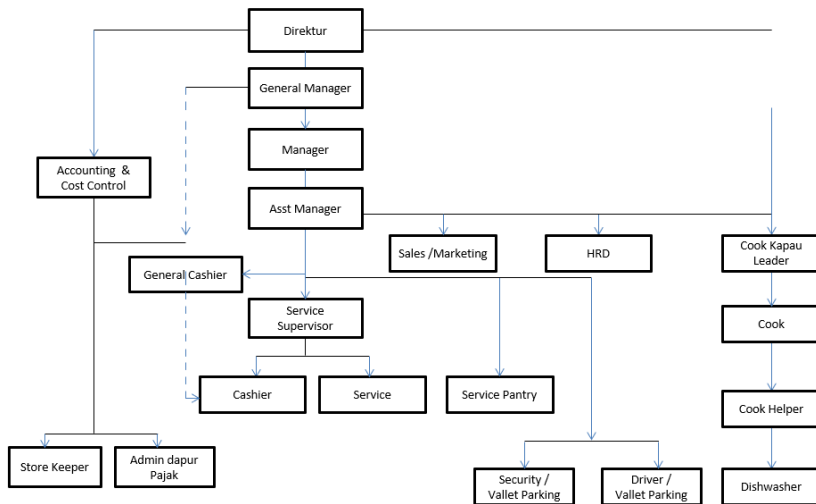 Direktur
General Manager
Manager
Accounting &
Cost Control
Asst Manager
Sales /Marketing
HRD
Cook Kapau
Leader
General Cashier
Service
Supervisor
Cook
Cashier
Service
Service Pantry
Cook Helper
Store Keeper
Admin dapur
Pajak
Security /
Vallet Parking
Driver /
Vallet Parking
Dishwasher